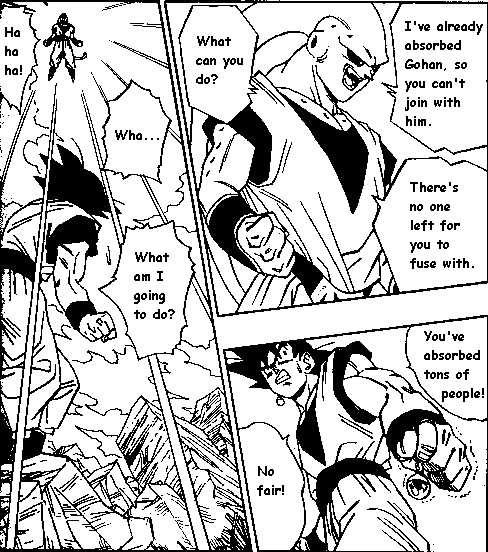 I've already
absorbed
Gohan, so
you can't
join with
him.
There's
no one
left for
you to
fuse with.
What
can you
do?
You've
absorbed
tons of
people!
No
fair!
Ha
ha
ha!
Wha...
What
am I
going
to do?